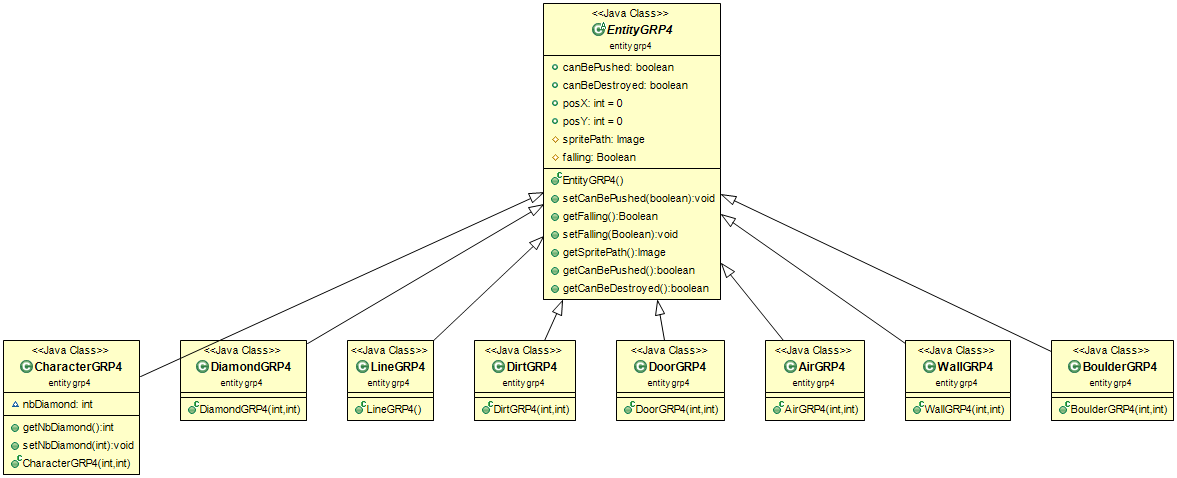 <<Java Class>>
EntityGRP4
entity grp4
canBePushed: boolean
canBeDestroyed: boolean
posX: int = 0
posY: int = 0
spritePath: Image
falling: Boolean
EntityGRP4()
setCanBePushed(boolean):void
getFalling():Boolean
setFalling(Boolean):void
getSpritePath():Image
getCanBePushed():boolean
getCanBeDestroyed():boolean
<<Java Class>>
CharacterGRP4
entity grp4
nbDiamond: int
getNbDiamond():int
setNbDiamond(int):void
CharacterGRP4(int,int)
<<Java Class>>
DiamondGRP4
entity grp4
DiamondGRP4(int,int)
<<Java Class>>
LineGRP4
entity grp4
LineGRP4()
<<Java Class>>
DirtGRP4
entity grp4
DirtGRP4(int,int)
<<Java Class>>
DoorGRP4
entity grp4
DoorGRP4(int,int)
<<Java Class>>
AirGRP4
entity grp4
AirGRP4(int,int)
<<Java Class>>
WallGRP4
entity grp4
WallGRP4(int,int)
<<Java Class>>
BoulderGRP4
entity grp4
BoulderGRP4(int,int)